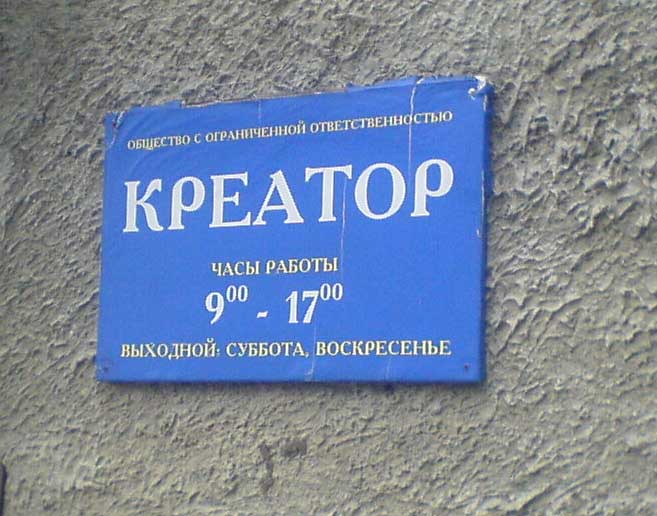 ОБЩЕСТВО С ОГРАНИЧЕННОЙ ОТВЕТСТВЕННОСТЬЮ
КРЕАТОР
ЧАСЫ РАБОТЫ
9⁰⁰ - 17⁰⁰
ВЫХОДНОЙ: СУББОТА, ВОСКРЕСЕНЬЕ